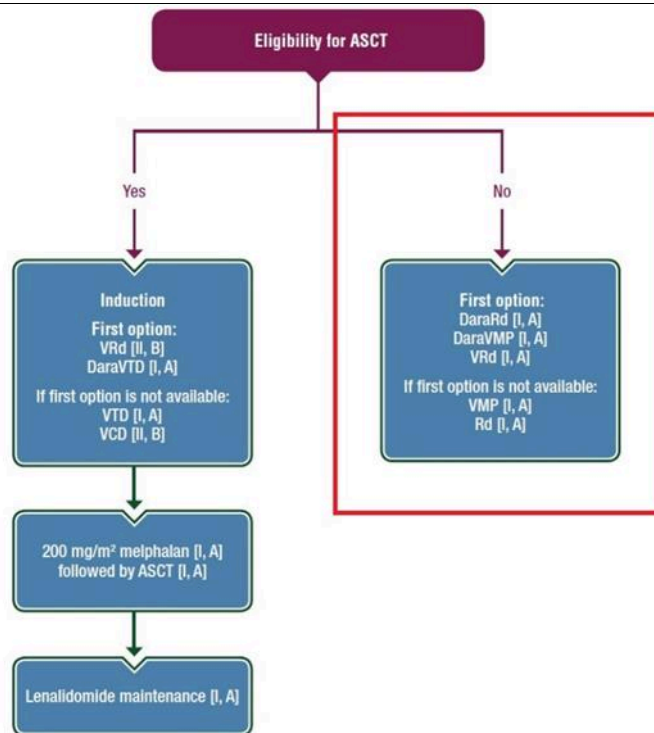 Eligibility for ASCT
Yes
No
Induction
First option:
VRd [II, B]
DaraVTD [I, A]
If first option is not available:
VTD [I, A]
VCD [II, B]
First option:
DaraRd [I, A]
DaraVMP [I, A]
VRd [I, A]
If first option is not available:
VMP [I, A]
Rd [I, A]
200 mg/m² melphalan [I, A]
followed by ASCT [I, A]
Lenalidomide maintenance [I, A]